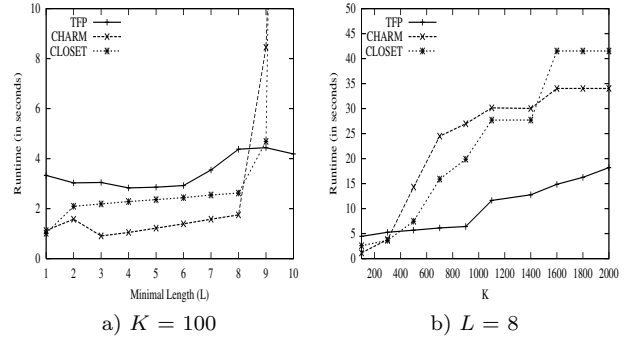 TFP
CHARM
CLOSET
Runtime (in seconds)
10
8
6
4
2
0
1 2 3 4 5 6 7 8 9 10
Minimal Length (L)
a) K = 100
TFP
CHARM
CLOSET
Runtime (in seconds)
50
45
40
35
30
25
20
15
10
5
0
200 400 600 800 1000 1200 1400 1600 1800 2000
K
b) L = 8